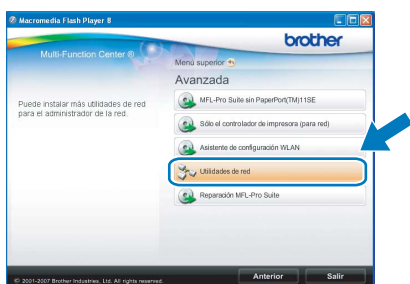 Macromedia Flash Player 8
brother
Multi-Function Center ®
Menú superior
Avanzada
Puede instalar más utilidades de red
para el administrador de la red.
MFL-Pro Suite sin PaperPort(TM)11SE
Sólo el controlador de impresora (para red)
Asistente de configuración WLAN
Utilidades de red
Reparación MFL-Pro Suite
© 2001-2007 Brother Industries, Ltd. All rights reserved.
Anterior
Salir